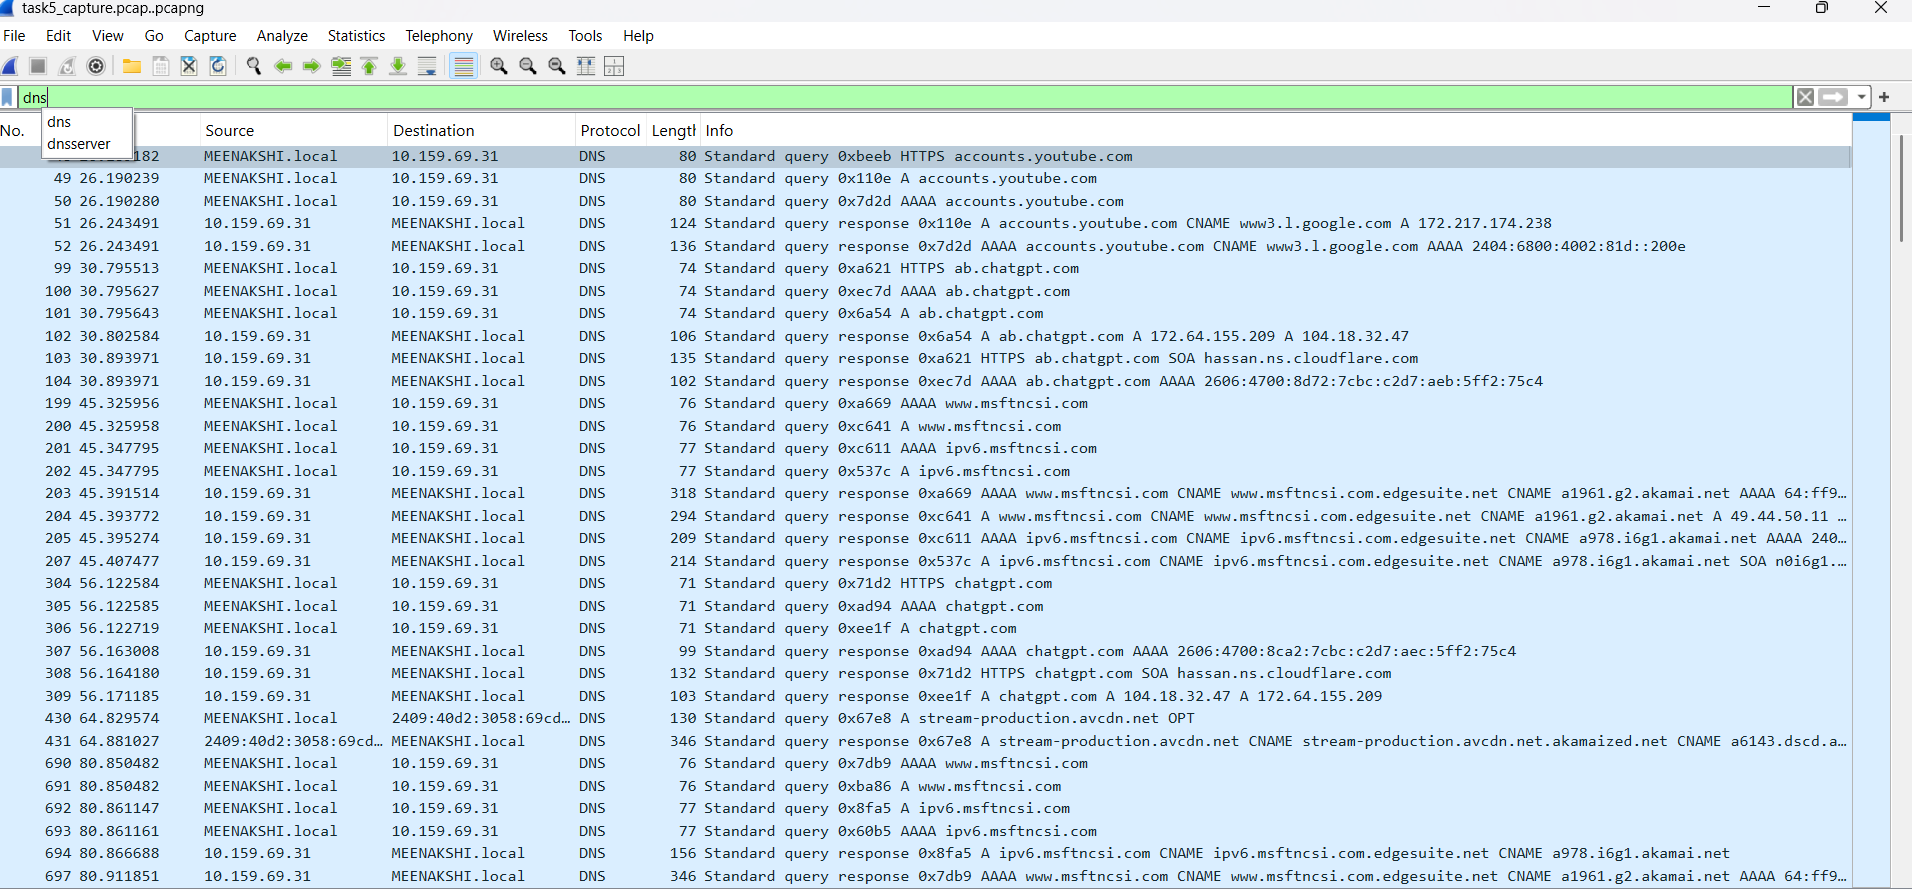 task5_capture.pcap..pcapng
File Edit View Go Capture Analyze Statistics Telephony Wireless Tools Help
dns
dns
dnsserver
No. Source Destination Protocol Length Info
182 MEENAKSHI.local 10.159.69.31 DNS 80 Standard query 0xbeeb HTTPS accounts.youtube.com
49 26.190239 MEENAKSHI.local 10.159.69.31 DNS 80 Standard query 0x110e A accounts.youtube.com
50 26.190280 MEENAKSHI.local 10.159.69.31 DNS 80 Standard query 0x7d2d AAAA accounts.youtube.com
51 26.243491 10.159.69.31 MEENAKSHI.local DNS 124 Standard query response 0x110e A accounts.youtube.com CNAME www3.l.google.com A 172.217.174.238
52 26.243491 10.159.69.31 MEENAKSHI.local DNS 136 Standard query response 0x7d2d AAAA accounts.youtube.com CNAME www3.l.google.com AAAA 2404:6800:4002:81d::200e
99 30.795513 MEENAKSHI.local 10.159.69.31 DNS 74 Standard query 0xa621 HTTPS ab.chatgpt.com
100 30.795627 MEENAKSHI.local 10.159.69.31 DNS 74 Standard query 0xec7d AAAA ab.chatgpt.com
101 30.795643 MEENAKSHI.local 10.159.69.31 DNS 74 Standard query 0x6a54 A ab.chatgpt.com
102 30.802584 10.159.69.31 MEENAKSHI.local DNS 106 Standard query response 0x6a54 A ab.chatgpt.com A 172.64.155.209 A 104.18.32.47
103 30.893971 10.159.69.31 MEENAKSHI.local DNS 135 Standard query response 0xa621 HTTPS ab.chatgpt.com SOA hassan.ns.cloudflare.com
104 30.893971 10.159.69.31 MEENAKSHI.local DNS 102 Standard query response 0xec7d AAAA ab.chatgpt.com AAAA 2606:4700:8d72:7cbc:c2d7:aeb:5ff2:75c4
199 45.325956 MEENAKSHI.local 10.159.69.31 DNS 76 Standard query 0xa669 AAAA www.msftncsi.com
200 45.325958 MEENAKSHI.local 10.159.69.31 DNS 76 Standard query 0xc641 A www.msftncsi.com
201 45.347795 MEENAKSHI.local 10.159.69.31 DNS 77 Standard query 0xc611 AAAA ipv6.msftncsi.com
202 45.347795 MEENAKSHI.local 10.159.69.31 DNS 77 Standard query 0x537c A ipv6.msftncsi.com
203 45.391514 10.159.69.31 MEENAKSHI.local DNS 318 Standard query response 0xa669 AAAA www.msftncsi.com CNAME www.msftncsi.com.edgesuite.net CNAME a1961.g2.akamai.net AAAA 64:ff9…
204 45.393772 10.159.69.31 MEENAKSHI.local DNS 294 Standard query response 0xc641 A www.msftncsi.com CNAME www.msftncsi.com.edgesuite.net CNAME a1961.g2.akamai.net A 49.44.50.11 …
205 45.395274 10.159.69.31 MEENAKSHI.local DNS 209 Standard query response 0xc611 AAAA ipv6.msftncsi.com CNAME ipv6.msftncsi.com.edgesuite.net CNAME a978.i6g1.akamai.net AAAA 240…
207 45.407477 10.159.69.31 MEENAKSHI.local DNS 214 Standard query response 0x537c A ipv6.msftncsi.com CNAME ipv6.msftncsi.com.edgesuite.net CNAME a978.i6g1.akamai.net SOA n0i6g1.…
304 56.122584 MEENAKSHI.local 10.159.69.31 DNS 71 Standard query 0x71d2 HTTPS chatgpt.com
305 56.122585 MEENAKSHI.local 10.159.69.31 DNS 71 Standard query 0xad94 AAAA chatgpt.com
306 56.122719 MEENAKSHI.local 10.159.69.31 DNS 71 Standard query 0xee1f A chatgpt.com
307 56.163008 10.159.69.31 MEENAKSHI.local DNS 99 Standard query response 0xad94 AAAA chatgpt.com AAAA 2606:4700:8ca2:7cbc:c2d7:aec:5ff2:75c4
308 56.164180 10.159.69.31 MEENAKSHI.local DNS 132 Standard query response 0x71d2 HTTPS chatgpt.com SOA hassan.ns.cloudflare.com
309 56.171185 10.159.69.31 MEENAKSHI.local DNS 103 Standard query response 0xee1f A chatgpt.com A 104.18.32.47 A 172.64.155.209
430 64.829574 MEENAKSHI.local 2409:40d2:3058:69cd… DNS 130 Standard query 0x67e8 A stream-production.avcdn.net OPT
431 64.881027 2409:40d2:3058:69cd… MEENAKSHI.local DNS 346 Standard query response 0x67e8 A stream-production.avcdn.net CNAME stream-production.avcdn.net.akamaized.net CNAME a6143.dscd.a…
690 80.850482 MEENAKSHI.local 10.159.69.31 DNS 76 Standard query 0x7db9 AAAA www.msftncsi.com
691 80.850482 MEENAKSHI.local 10.159.69.31 DNS 76 Standard query 0xba86 A www.msftncsi.com
692 80.861147 MEENAKSHI.local 10.159.69.31 DNS 77 Standard query 0x8fa5 A ipv6.msftncsi.com
693 80.861161 MEENAKSHI.local 10.159.69.31 DNS 77 Standard query 0x60b5 AAAA ipv6.msftncsi.com
694 80.866688 10.159.69.31 MEENAKSHI.local DNS 156 Standard query response 0x8fa5 A ipv6.msftncsi.com CNAME ipv6.msftncsi.com.edgesuite.net CNAME a978.i6g1.akamai.net
697 80.911851 10.159.69.31 MEENAKSHI.local DNS 346 Standard query response 0x7db9 AAAA www.msftncsi.com CNAME www.msftncsi.com.edgesuite.net CNAME a1961.g2.akamai.net AAAA 64:ff9…